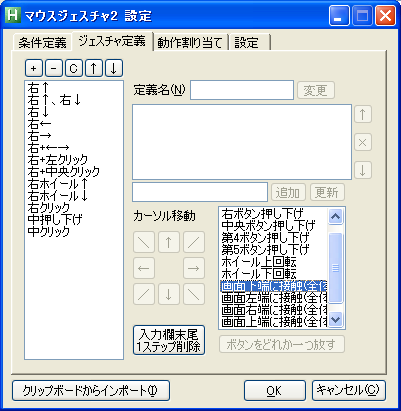 マウスジェスチャ2 設定
条件定義 ジェスチャ定義 動作割り当て 設定
+ - C ↑ ↓
右↑
右↑、右↓
右↓
右←
右→
右+←→
右+左クリック
右+中央クリック
右ホイール↑
右ホイール↓
右クリック
中押し下げ
中クリック
定義名(N) 変更
↑
×
↓
追加 更新
カーソル移動
＼ ↑ ／
← →
／ ↓ ＼
入力欄末尾
1ステップ削除
右ボタン押し下げ
中央ボタン押し下げ
第4ボタン押し下げ
第5ボタン押し下げ
ホイール上回転
ホイール下回転
画面下端に接触(全体
画面左端に接触(全体
画面右端に接触(全体
画面上端に接触(全体
ボタンをどれか一つ放す
クリップボードからインポート(I) OK キャンセル(C)